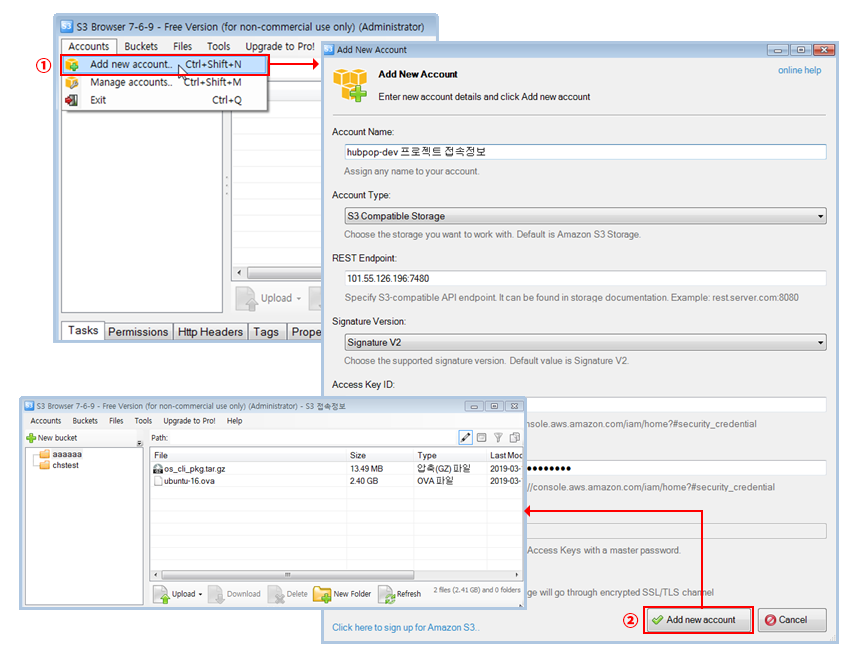 S3 Browser 7-6-9 - Free Version (for non-commercial use only) (Administrator)
Accounts Buckets Files Tools Upgrade to Pro!
①
Add new account.. Ctrl+Shift+N
Manage accounts.. Ctrl+Shift+M
Exit Ctrl+Q
Upload
Tasks Permissions Http Headers Tags Prope
Add New Account
Add New Account
online help
Enter new account details and click Add new account
Account Name:
hubpop-dev 프로젝트 접속정보
Assign any name to your account.
Account Type:
S3 Compatible Storage
Choose the storage you want to work with. Default is Amazon S3 Storage.
REST Endpoint:
101.55.126.196:7480
Specify S3-compatible API endpoint. It can be found in storage documentation. Example: rest.server.com:8080
Signature Version:
Signature V2
Choose the supported signature version. Default value is Signature V2.
Access Key ID:
nsole.aws.amazon.com/iam/home?#security_credential
//console.aws.amazon.com/iam/home?#security_credential
Access Keys with a master password.
ge will go through encrypted SSL/TLS channel
②
Add new account
Cancel
Click here to sign up for Amazon S3..
S3 Browser 7-6-9 - Free Version (for non-commercial use only) (Administrator) - S3 접속정보
Accounts Buckets Files Tools Upgrade to Pro! Help
New bucket
Path:
aaaaaa
chstest
File Size Type Last Mod
os_cli_pkg.tar.gz 13.49 MB 압축(GZ) 파일 2019-03-
ubuntu-16.ova 2.40 GB OVA 파일 2019-03-
Upload Download Delete New Folder Refresh
2 files (2.41 GB) and 0 folders